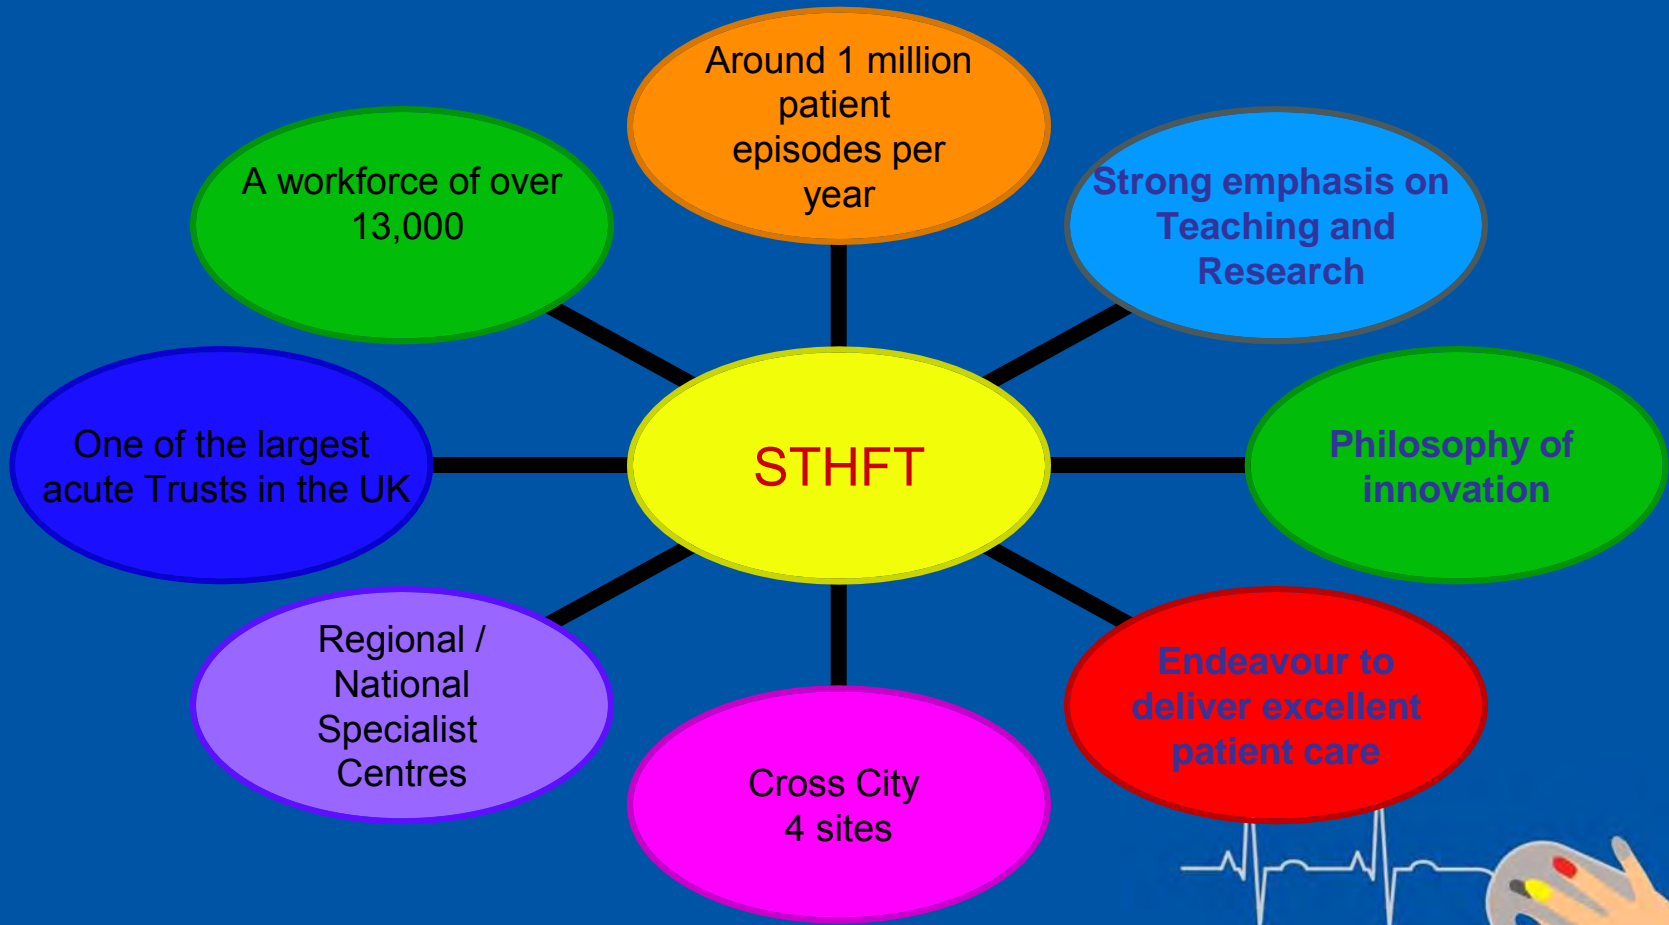 Around 1 million
patient
episodes per
year
Strong emphasis on
Teaching and
Research
Philosophy of
innovation
Endeavour to
deliver excellent
patient care
Cross City
4 sites
Regional /
National
Specialist
Centres
One of the largest
acute Trusts in the UK
A workforce of over
13,000
STHFT